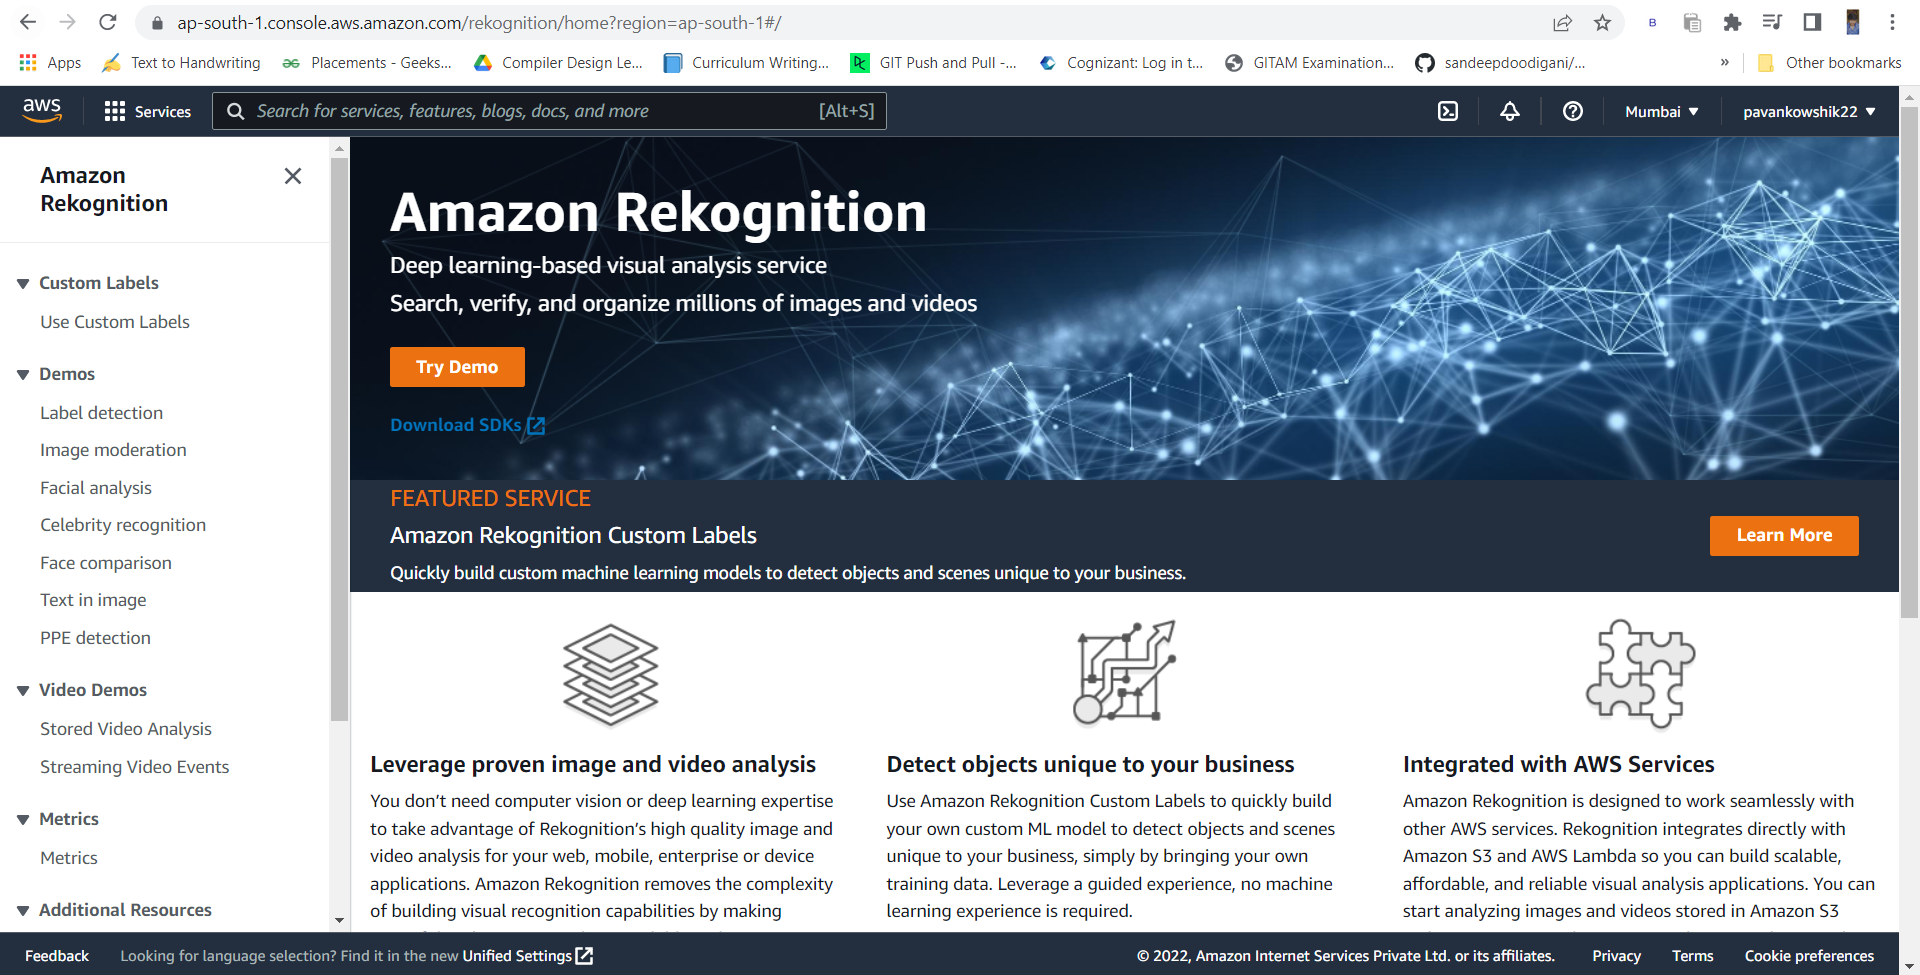 ap-south-1.console.aws.amazon.com/rekognition/home?region=ap-south-1#/
B
Apps
Text to Handwriting
Placements - Geeks...
Compiler Design Le...
Curriculum Writing...
GIT Push and Pull -...
Cognizant: Log in t...
GITAM Examination...
sandeepdoodigani/...
»
Other bookmarks
aws
Services
Search for services, features, blogs, docs, and more
[Alt+S]
Mumbai
pavankowshik22
Amazon
Rekognition
Custom Labels
Use Custom Labels
Demos
Label detection
Image moderation
Facial analysis
Celebrity recognition
Face comparison
Text in image
PPE detection
Video Demos
Stored Video Analysis
Streaming Video Events
Metrics
Metrics
Additional Resources
Amazon Rekognition
Deep learning-based visual analysis service
Search, verify, and organize millions of images and videos
Try Demo
Download SDKs
FEATURED SERVICE
Amazon Rekognition Custom Labels
Quickly build custom machine learning models to detect objects and scenes unique to your business.
Learn More
Leverage proven image and video analysis
You don’t need computer vision or deep learning expertise
to take advantage of Rekognition’s high quality image and
video analysis for your web, mobile, enterprise or device
applications. Amazon Rekognition removes the complexity
of building visual recognition capabilities by making
Detect objects unique to your business
Use Amazon Rekognition Custom Labels to quickly build
your own custom ML model to detect objects and scenes
unique to your business, simply by bringing your own
training data. Leverage a guided experience, no machine
learning experience is required.
Integrated with AWS Services
Amazon Rekognition is designed to work seamlessly with
other AWS services. Rekognition integrates directly with
Amazon S3 and AWS Lambda so you can build scalable,
affordable, and reliable visual analysis applications. You can
start analyzing images and videos stored in Amazon S3
Feedback
Looking for language selection? Find it in the new Unified Settings
© 2022, Amazon Internet Services Private Ltd. or its affiliates.
Privacy
Terms
Cookie preferences